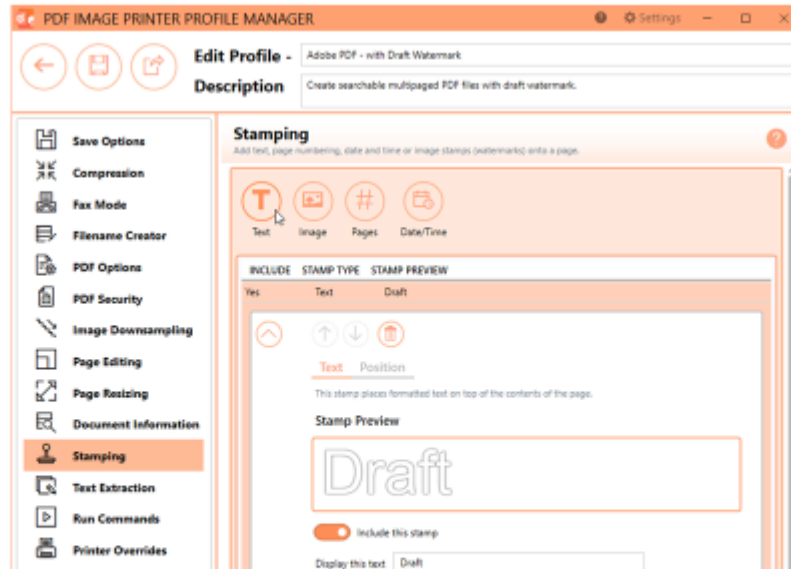 PDF IMAGE PRINTER PROFILE MANAGER
Settings
Edit Profile - Adobe PDF - with Draft Watermark
Description Create searchable multipaged PDF files with draft watermark.
Save Options
Compression
Fax Mode
Filename Creator
PDF Options
PDF Security
Image Downsampling
Page Editing
Page Resizing
Document Information
Stamping
Text Extraction
Run Commands
Printer Overrides
Stamping
Add text, page numbering, date and time or image stamps (watermarks) onto a page.
Text Image Pages Date/Time
INCLUDE STAMP TYPE STAMP PREVIEW
Yes Text Draft
Text Position
This stamp places formatted text on top of the contents of the page.
Stamp Preview
Draft
Include this stamp
Display this text Draft